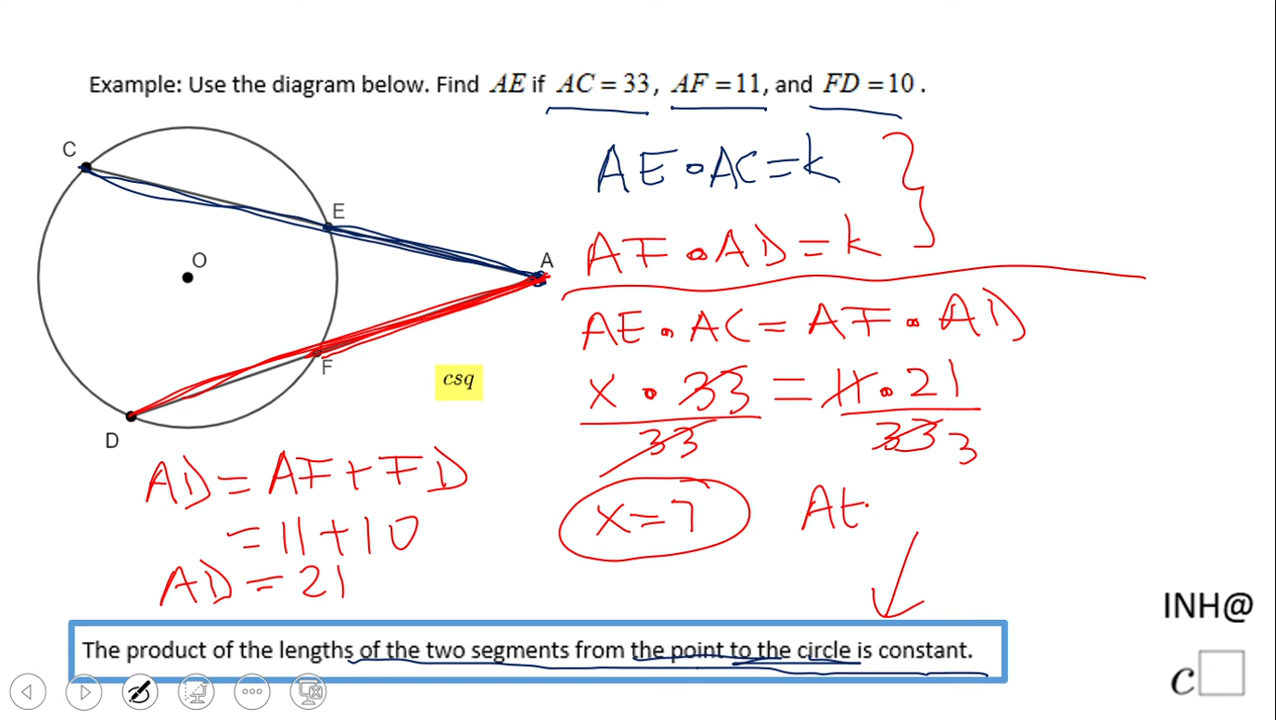 Example: Use the diagram below. Find AE if AC = 33, AF = 11, and FD = 10.
C
E
O
A
F
D
csq
AE • AC = k
AF • AD = k
AE • AC = AF • AD
x • 33 = 11 • 21
33 33 3
x = 7 AE
AD = AF + FD
= 11 + 10
AD = 21
The product of the lengths of the two segments from the point to the circle is constant.
INH@
c